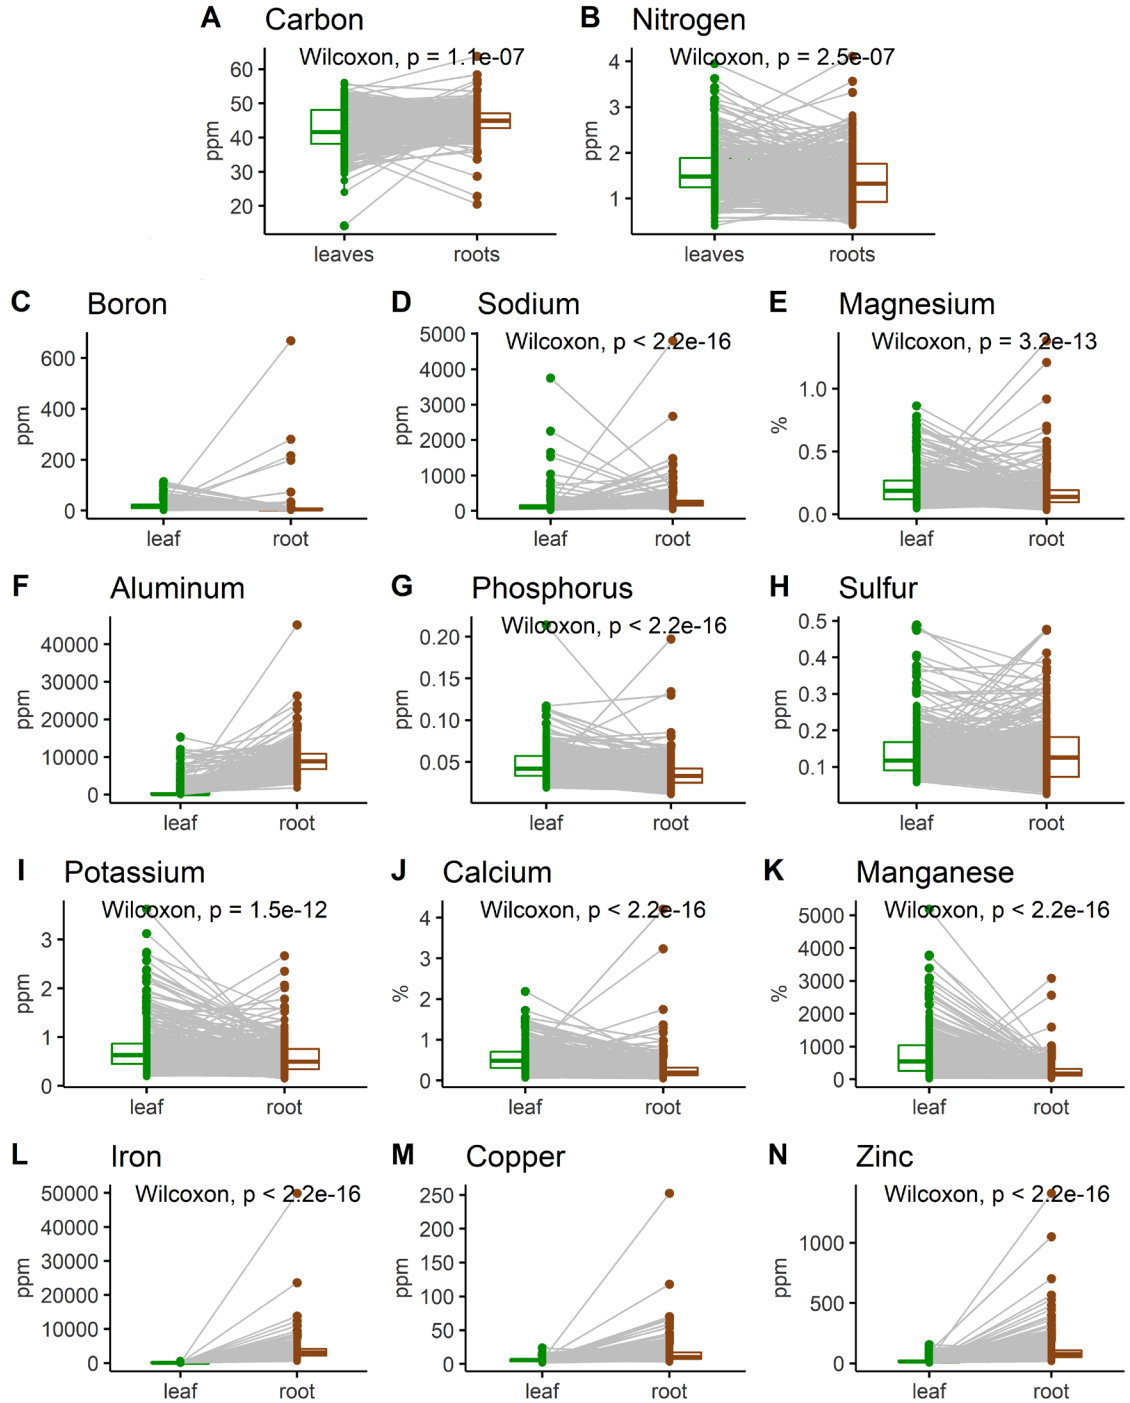 A Carbon
Wilcoxon, p = 1.1e-07
60
50
40
30
20
ppm
leaves roots
B Nitrogen
Wilcoxon, p = 2.5e-07
4
3
2
1
ppm
leaves roots
C Boron
600
400
200
0
ppm
leaf root
D Sodium
Wilcoxon, p < 2.2e-16
5000
4000
3000
2000
1000
0
ppm
leaf root
E Magnesium
Wilcoxon, p = 3.2e-13
1.0
0.5
0.0
%
leaf root
F Aluminum
40000
30000
20000
10000
0
ppm
leaf root
G Phosphorus
Wilcoxon, p < 2.2e-16
0.20
0.15
0.10
0.05
ppm
leaf root
H Sulfur
0.5
0.4
0.3
0.2
0.1
ppm
leaf root
I Potassium
Wilcoxon, p = 1.5e-12
3
2
1
0
ppm
leaf root
J Calcium
Wilcoxon, p < 2.2e-16
4
3
2
1
0
%
leaf root
K Manganese
Wilcoxon, p < 2.2e-16
5000
4000
3000
2000
1000
0
%
leaf root
L Iron
Wilcoxon, p < 2.2e-16
50000
40000
30000
20000
10000
0
ppm
leaf root
M Copper
250
200
150
100
50
0
ppm
leaf root
N Zinc
Wilcoxon, p < 2.2e-16
1000
500
0
ppm
leaf root